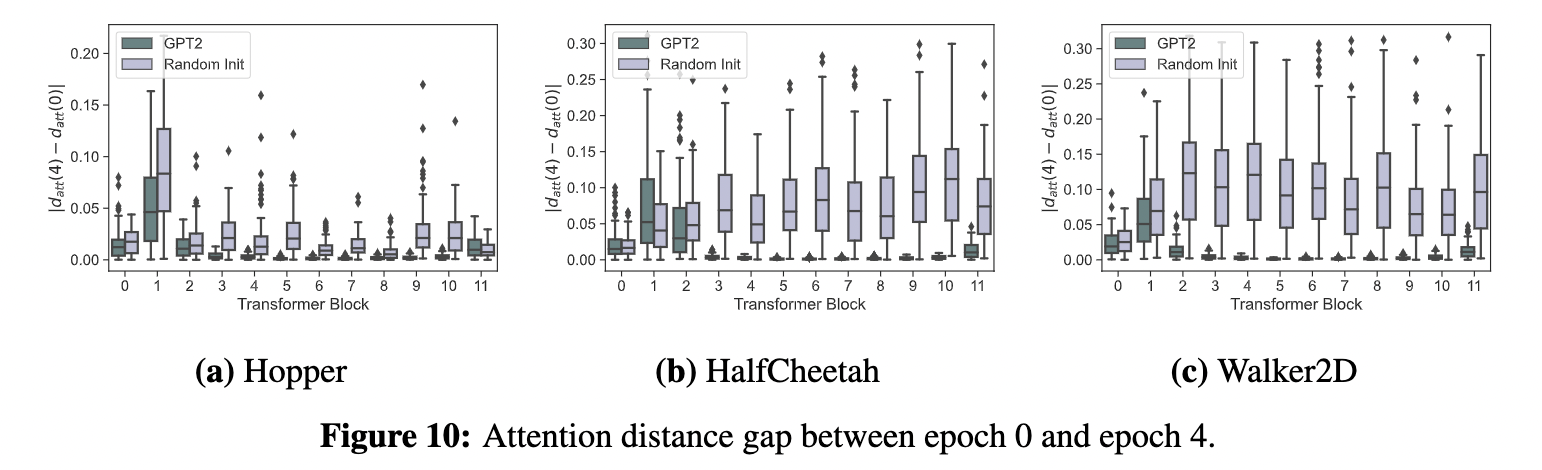 GPT2
Random Init
|d_att(4) − d_att(0)|
0.20
0.15
0.10
0.05
0.00
0 1 2 3 4 5 6 7 8 9 10 11
Transformer Block
(a) Hopper
GPT2
Random Init
|d_att(4) − d_att(0)|
0.30
0.25
0.20
0.15
0.10
0.05
0.00
0 1 2 3 4 5 6 7 8 9 10 11
Transformer Block
(b) HalfCheetah
GPT2
Random Init
|d_att(4) − d_att(0)|
0.30
0.25
0.20
0.15
0.10
0.05
0.00
0 1 2 3 4 5 6 7 8 9 10 11
Transformer Block
(c) Walker2D
Figure 10: Attention distance gap between epoch 0 and epoch 4.